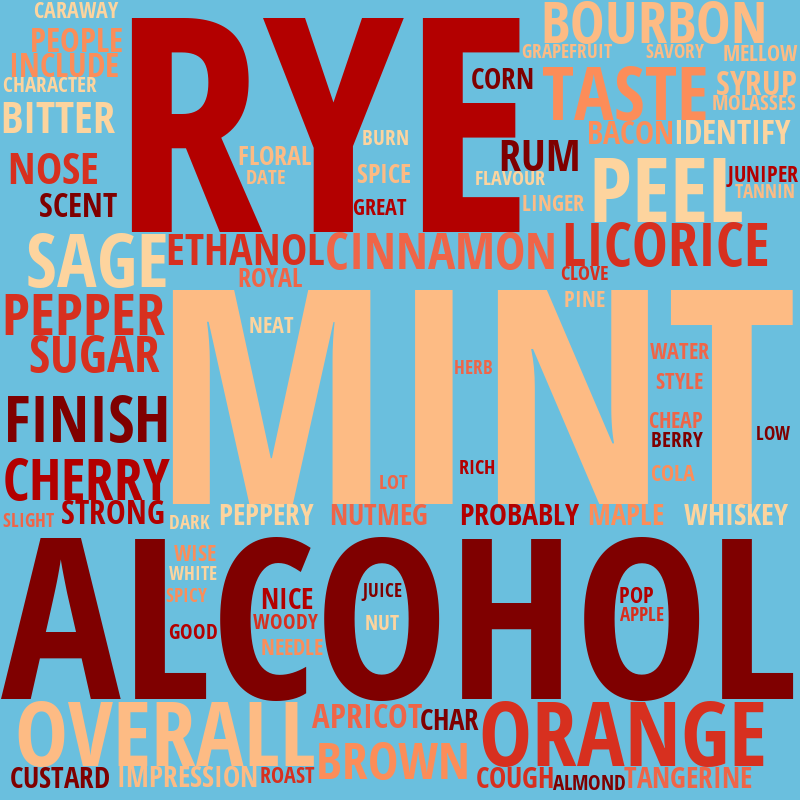 CARAWAY
RYE
BOURBON
PEOPLE
GRAPEFRUIT
SAVORY
MELLOW
INCLUDE
CORN
TASTE
SYRUP
CHARACTER
MOLASSES
BITTER
BURN
BACON
IDENTIFY
NOSE
FLORAL
RUM
DATE
SPICE
FLAVOUR
PEEL
JUNIPER
TANNIN
SCENT
GREAT
LINGER
SAGE
ETHANOL
CINNAMON
LICORICE
ROYAL
CLOVE
PEPPER
MINT
PINE
NEAT
SUGAR
HERB
WATER
STYLE
FINISH
CHEAP
BERRY
LOW
CHERRY
RICH
COLA
LOT
SLIGHT
STRONG
DARK
PEPPERY
NUTMEG
PROBABLY
MAPLE
WHISKEY
ALCOHOL
WISE
WHITE
SPICY
NICE
JUICE
POP
GOOD
WOODY
NUT
APPLE
NEEDLE
OVERALL
APRICOT
CHAR
ORANGE
BROWN
CUSTARD
IMPRESSION
ROAST
COUGH
ALMOND
TANGERINE